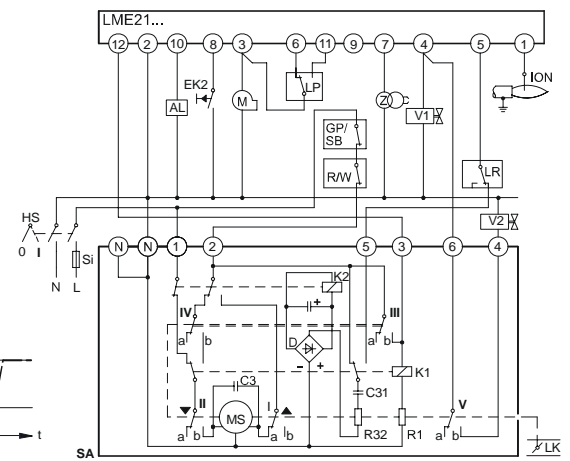 LME21...
12 2 10 8 3 6 11 9 7 4 5 1
EK2
ION
AL
M
LP
Z
V1
GP/
SB
R/W
LR
HS
0 I
Si
N L
V2
N N 1 2 5 3 6 4
K2
IV
III
a b
a b
D
+
- +
K1
C3
C31
II
I
V
MS
a b
a b
a b
R32
R1
LK
t
SA